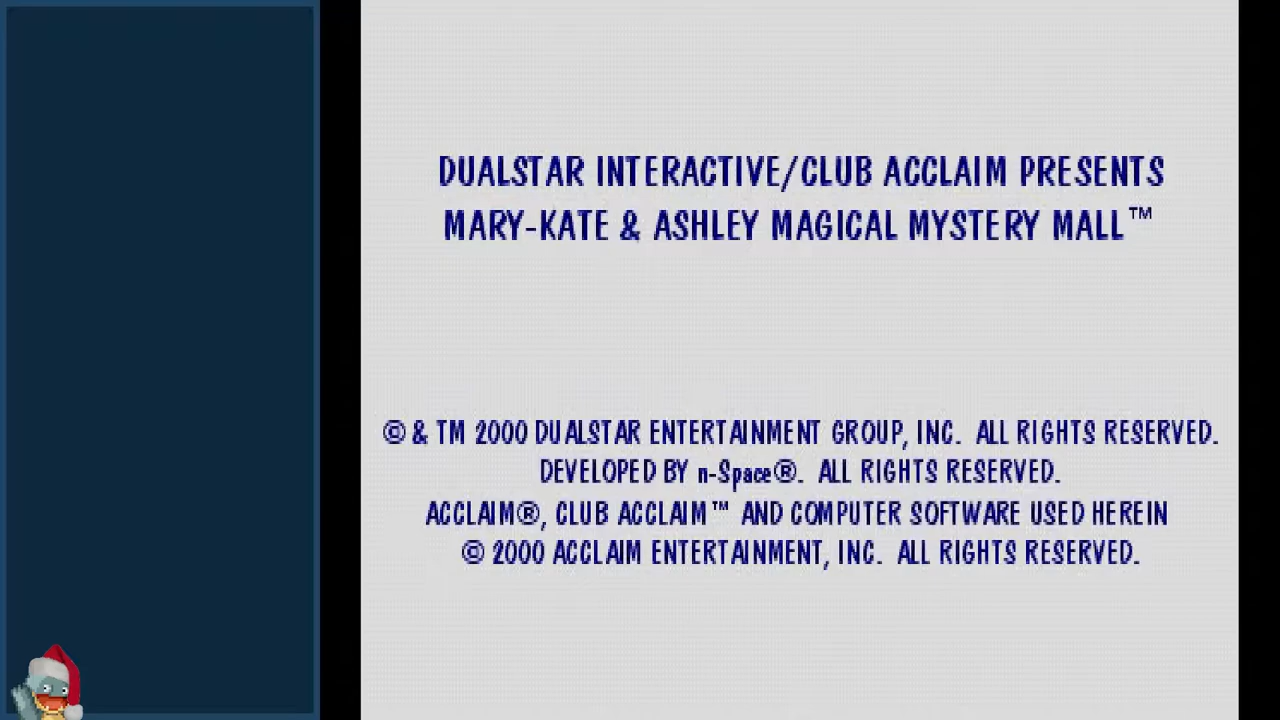 DUALSTAR INTERACTIVE/CLUB ACCLAIM PRESENTS
MARY-KATE & ASHLEY MAGICAL MYSTERY MALL™
© & TM 2000 DUALSTAR ENTERTAINMENT GROUP, INC. ALL RIGHTS RESERVED.
DEVELOPED BY n-Space®. ALL RIGHTS RESERVED.
ACCLAIM®, CLUB ACCLAIM™ AND COMPUTER SOFTWARE USED HEREIN
© 2000 ACCLAIM ENTERTAINMENT, INC. ALL RIGHTS RESERVED.